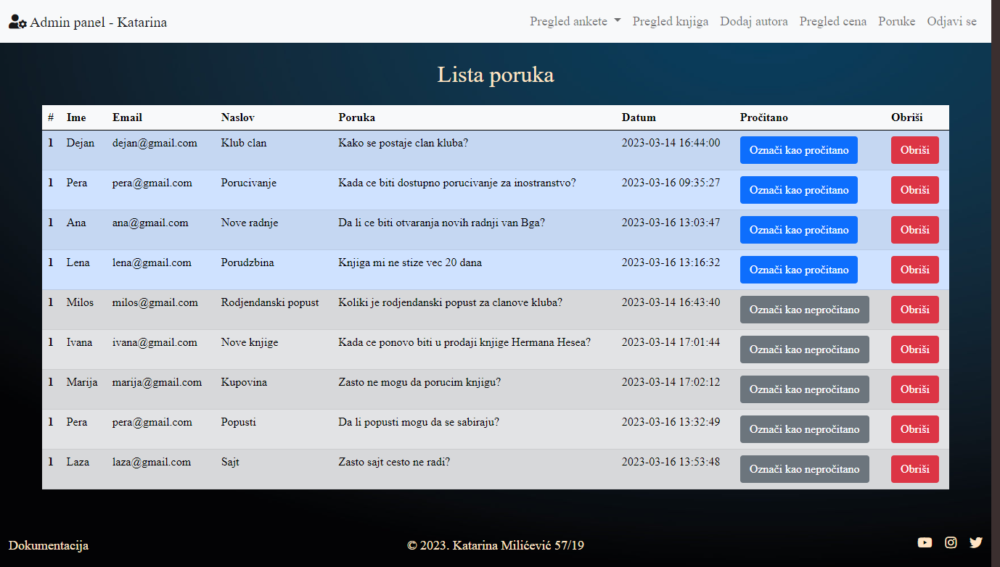 Admin panel - Katarina Pregled ankete Pregled knjiga Dodaj autora Pregled cena Poruke Odjavi se
Lista poruka
# Ime Email Naslov Poruka Datum Pročitano Obriši
1 Dejan dejan@gmail.com Klub clan Kako se postaje clan kluba? 2023-03-14 16:44:00 Označi kao pročitano Obriši
1 Pera pera@gmail.com Porucivanje Kada ce biti dostupno porucivanje za inostranstvo? 2023-03-16 09:35:27 Označi kao pročitano Obriši
1 Ana ana@gmail.com Nove radnje Da li ce biti otvaranja novih radnji van Bga? 2023-03-16 13:03:47 Označi kao pročitano Obriši
1 Lena lena@gmail.com Porudzbina Knjiga mi ne stize vec 20 dana 2023-03-16 13:16:32 Označi kao pročitano Obriši
1 Milos milos@gmail.com Rodjendanski popust Koliki je rodjendanski popust za clanove kluba? 2023-03-14 16:43:40 Označi kao nepročitano Obriši
1 Ivana ivana@gmail.com Nove knjige Kada ce ponovo biti u prodaji knjige Hermana Hesea? 2023-03-14 17:01:44 Označi kao nepročitano Obriši
1 Marija marija@gmail.com Kupovina Zasto ne mogu da porucim knjigu? 2023-03-14 17:02:12 Označi kao nepročitano Obriši
1 Pera pera@gmail.com Popusti Da li popusti mogu da se sabiraju? 2023-03-16 13:32:49 Označi kao nepročitano Obriši
1 Laza laza@gmail.com Sajt Zasto sajt cesto ne radi? 2023-03-16 13:53:48 Označi kao nepročitano Obriši
Dokumentacija © 2023. Katarina Milićević 57/19